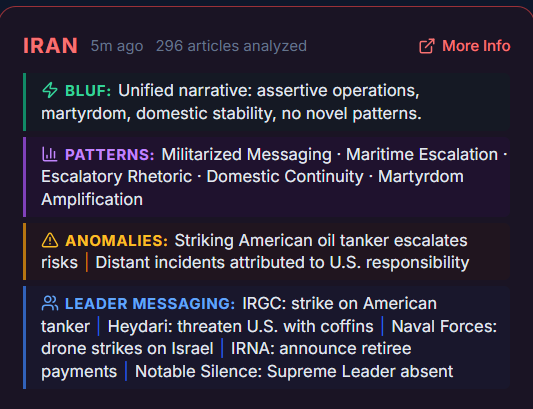 IRAN 5m ago 296 articles analyzed More Info
BLUF: Unified narrative: assertive operations,
martyrdom, domestic stability, no novel patterns.
PATTERNS: Militarized Messaging · Maritime Escalation ·
Escalatory Rhetoric · Domestic Continuity · Martyrdom
Amplification
ANOMALIES: Striking American oil tanker escalates
risks | Distant incidents attributed to U.S. responsibility
LEADER MESSAGING: IRGC: strike on American
tanker | Heydari: threaten U.S. with coffins | Naval Forces:
drone strikes on Israel | IRNA: announce retiree
payments | Notable Silence: Supreme Leader absent